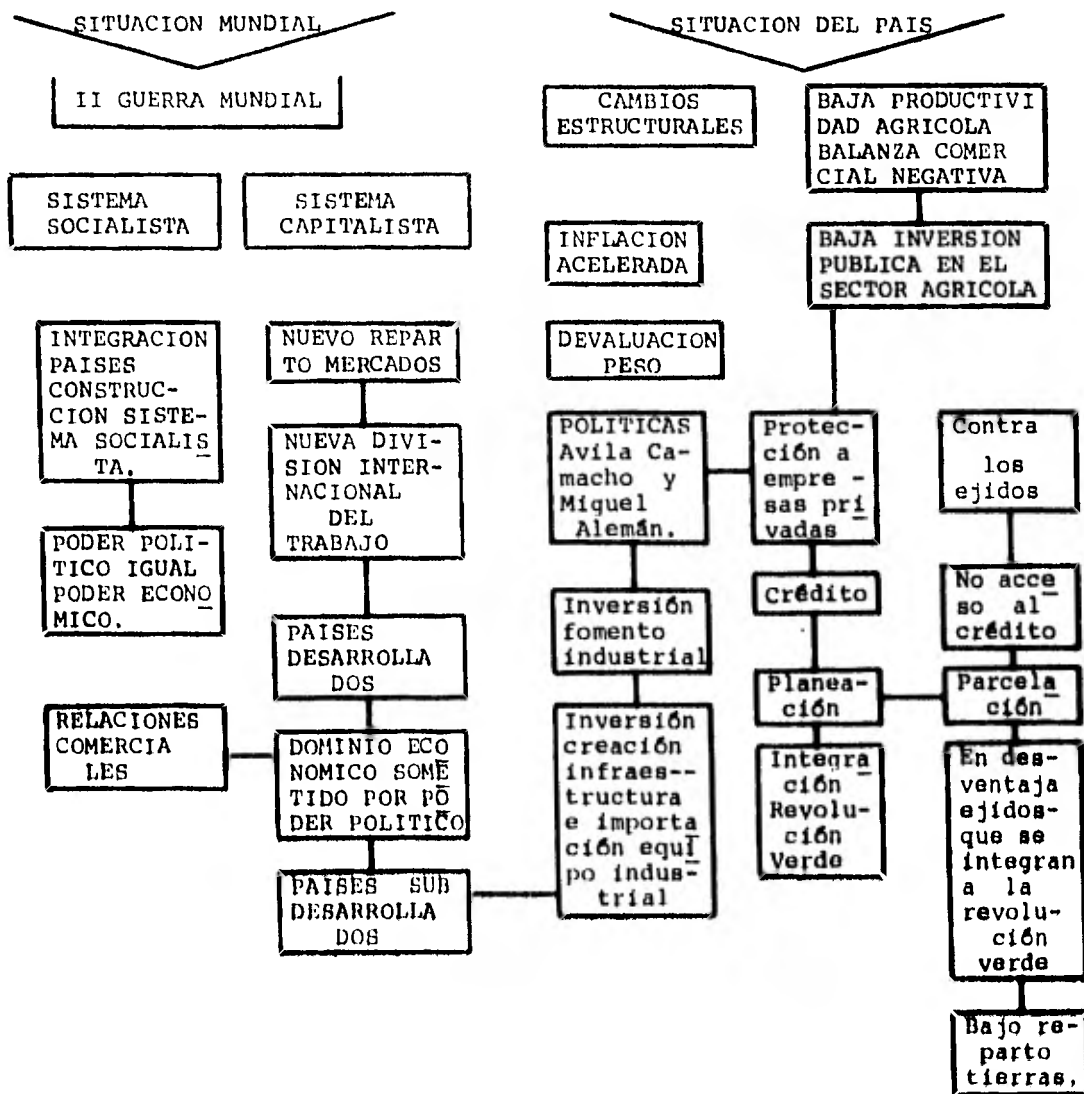 SITUACION MUNDIAL
II GUERRA MUNDIAL
SISTEMA
SOCIALISTA
SISTEMA
CAPITALISTA
INTEGRACION
PAISES
CONSTRUC-
CION SISTE-
MA SOCIALIS
TA.
PODER POLI-
TICO IGUAL
PODER ECONO
MICO.
NUEVO REPAR
TO MERCADOS
NUEVA DIVI-
SION INTER-
NACIONAL
DEL
TRABAJO
PAISES
DESARROLLA
DOS
RELACIONES
COMERCIA
LES
DOMINIO ECO
NOMICO SOME
TIDO POR PO
DER POLITICO
PAISES SUB
DESARROLLA
DOS
SITUACION DEL PAIS
CAMBIOS
ESTRUCTURALES
BAJA PRODUCTIVI
DAD AGRICOLA
BALANZA COMER
CIAL NEGATIVA
INFLACION
ACELERADA
BAJA INVERSION
PUBLICA EN EL
SECTOR AGRICOLA
DEVALUACION
PESO
POLITICAS
Avila Ca-
macho y
Miguel
Alemán.
Inversión
fomento
industrial
Inversión
creación
infraes--
tructura
e importa
ción equi
po indus-
trial
Protec-
ción a
empre -
sas pri
vadas
Crédito
Planea-
ción
Integra
ción
Revolu-
ción
Verde
Contra
los
ejidos
No acce
so al
crédito
Parcela
ción
En des-
ventaja
ejidos-
que se
integran
a la
revolu-
ción
verde
Bajo re-
parto
tierras.